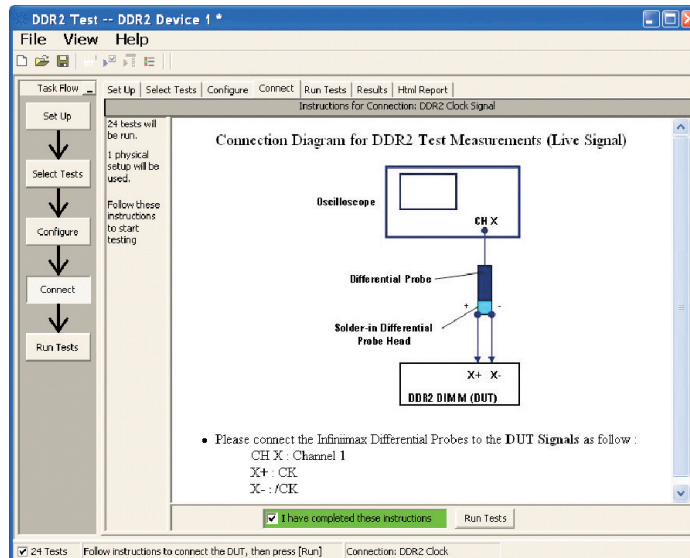 DDR2 Test -- DDR2 Device 1 *
File View Help
Task Flow
Set Up
Select Tests
Configure
Connect
Run Tests
Set Up Select Tests Configure Connect Run Tests Results Html Report
Instructions for Connection: DDR2 Clock Signal
24 tests will
be run.
1 physical
setup will be
used.
Follow these
instructions
to start
testing
Connection Diagram for DDR2 Test Measurements (Live Signal)
Oscilloscope
CH X
Differential Probe
+ -
Solder-in Differential
Probe Head
X+ X-
DDR2 DIMM (DUT)
• Please connect the Infiniimax Differential Probes to the DUT Signals as follow :
CH X : Channel 1
X+ : CK
X- : /CK
I have completed these instructions Run Tests
24 Tests Follow instructions to connect the DUT, then press [Run] Connection: DDR2 Clock